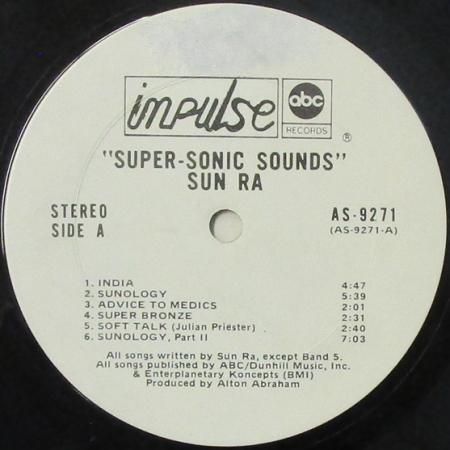 impulse
abc
RECORDS
®
"SUPER-SONIC SOUNDS"
SUN RA
STEREO
SIDE A
AS-9271
(AS-9271-A)
1. INDIA 4:47
2. SUNOLOGY 5:39
3. ADVICE TO MEDICS 2:01
4. SUPER BRONZE 2:31
5. SOFT TALK (Julian Priester) 2:40
6. SUNOLOGY, Part II 7:03
All songs written by Sun Ra, except Band 5.
All songs published by ABC/Dunhill Music, Inc.
& Enterplanetary Koncepts (BMI)
Produced by Alton Abraham